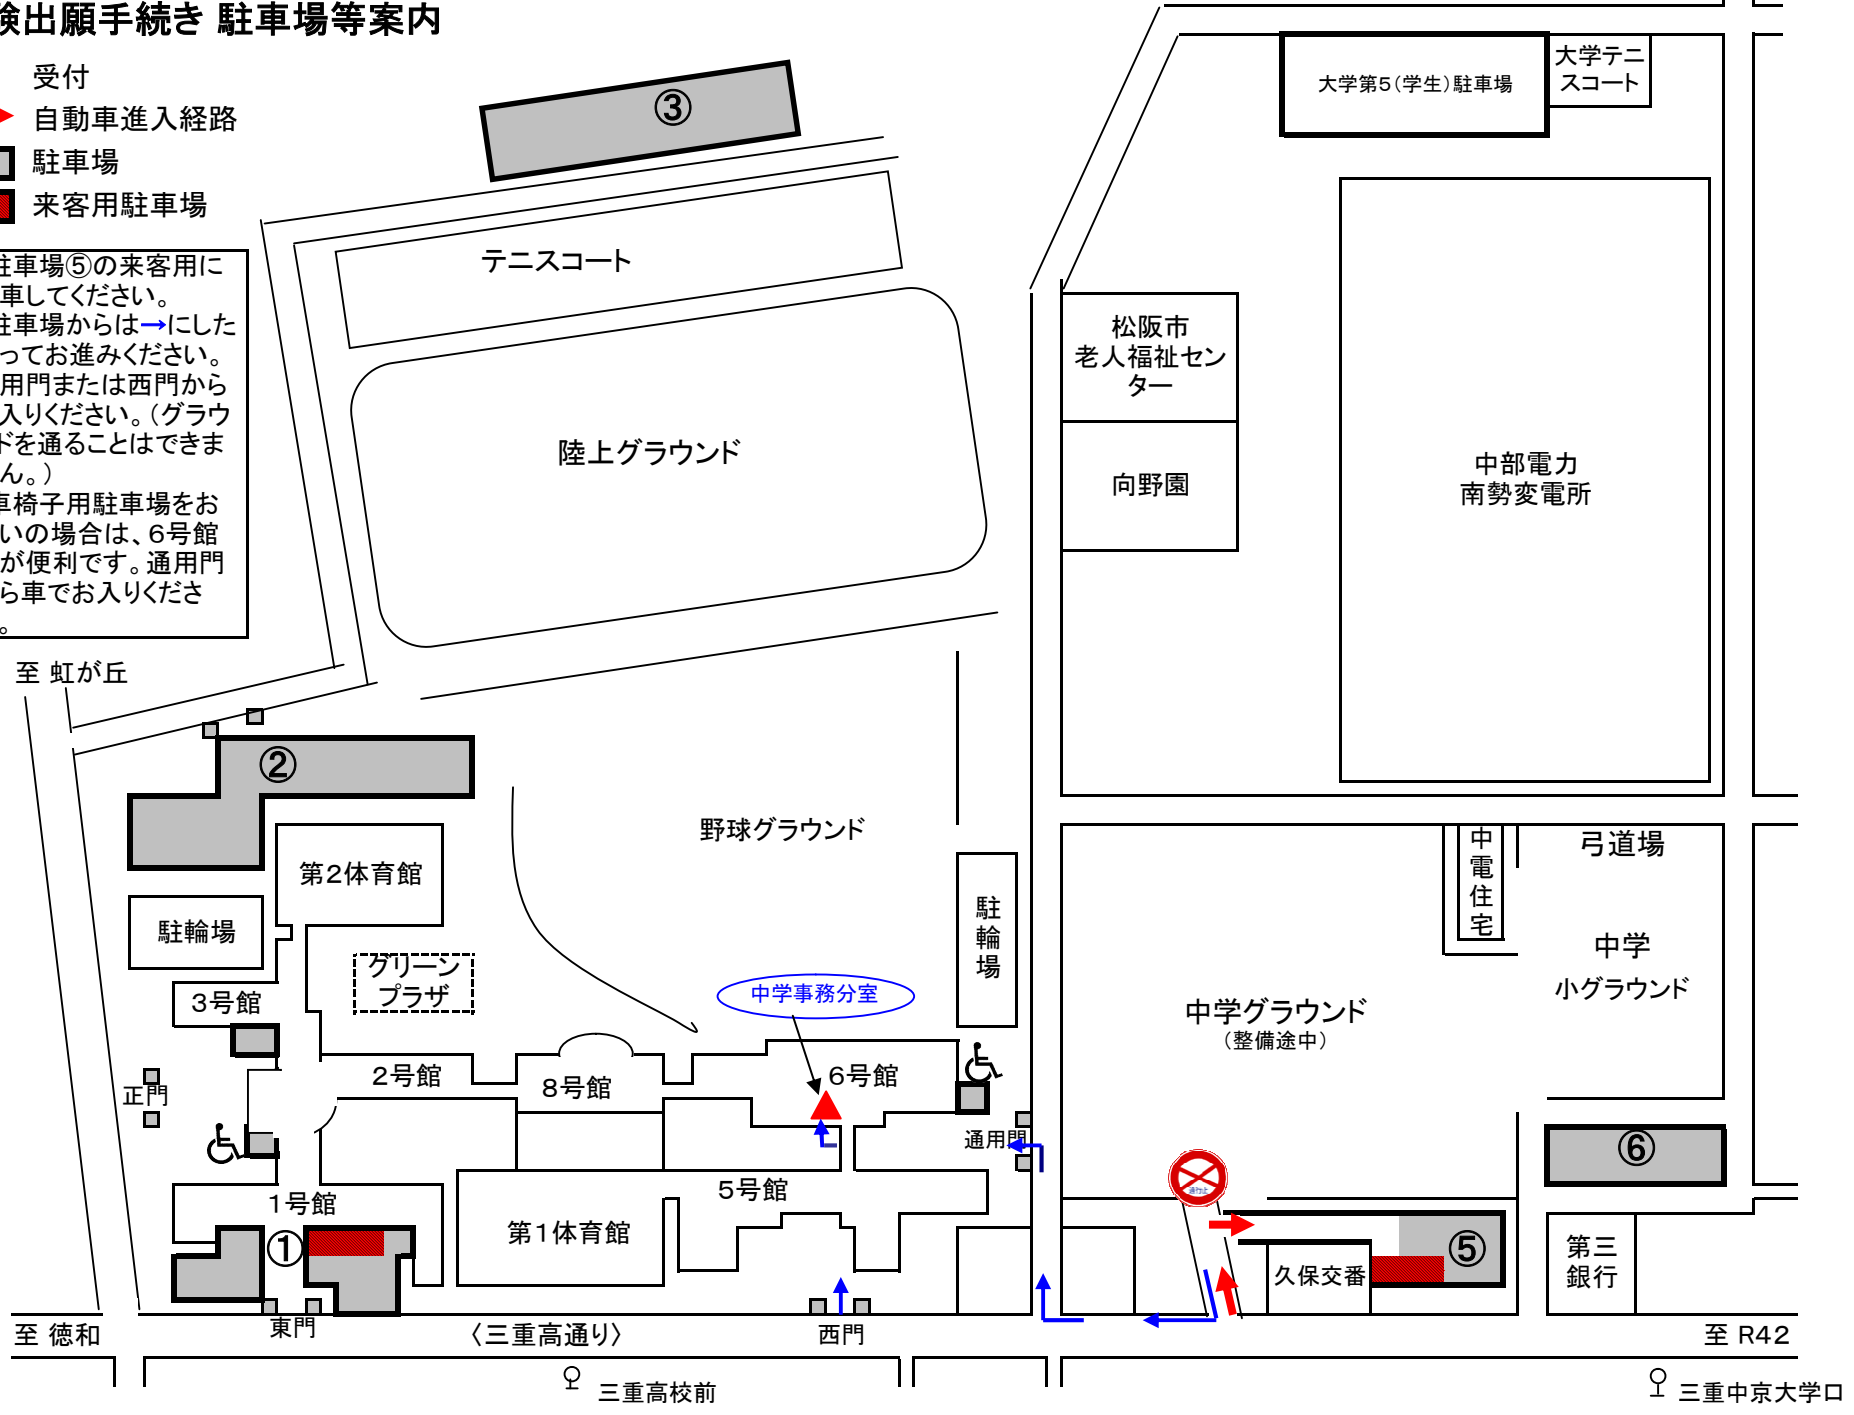 検出願手続き 駐車場等案内
受付
自動車進入経路
駐車場
来客用駐車場
駐車場⑤の来客用に
車してください。
駐車場からは→にした
ってお進みください。
用門または西門から
入りください。（グラウ
ドを通ることはできま
ん。）
車椅子用駐車場をお
いの場合は、６号館
が便利です。通用門
ら車でお入りくださ
。
至 虹が丘
③
テニスコート
陸上グラウンド
大学第５（学生）駐車場
大学テニ
スコート
松阪市
老人福祉セン
ター
向野園
中部電力
南勢変電所
②
第２体育館
駐輪場
３号館
グリーン
プラザ
野球グラウンド
駐
輪
場
中学事務分室
２号館
８号館
６号館
正門
通用門
１号館
①
第１体育館
５号館
東門
西門
中
電
住
宅
弓道場
中学
小グラウンド
中学グラウンド
（整備途中）
⑥
通行止
⑤
久保交番
第三
銀行
至 徳和
〈三重高通り〉
至 R42
三重高校前
三重中京大学口